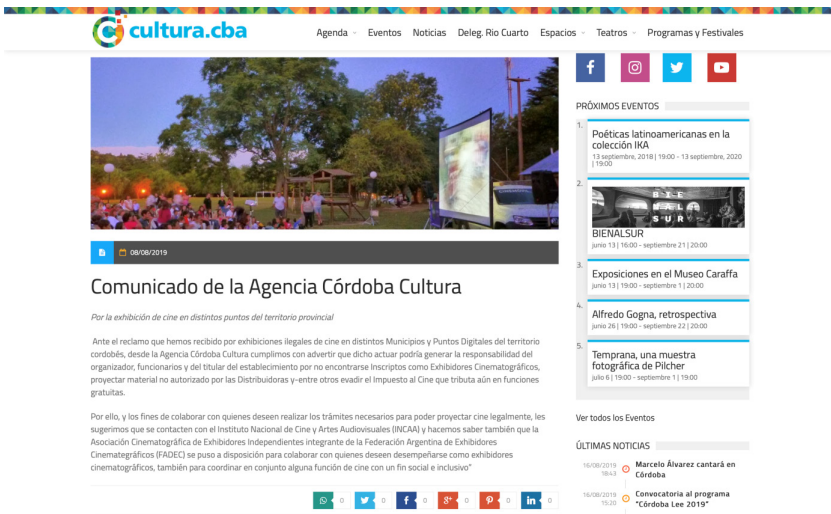 cultura.cba
Agenda Eventos Noticias Deleg. Rio Cuarto Espacios Teatros Programas y Festivales
08/08/2019
Comunicado de la Agencia Córdoba Cultura
Por la exhibición de cine en distintos puntos del territorio provincial
Ante el reclamo que hemos recibido por exhibiciones ilegales de cine en distintos Municipios y Puntos Digitales del territorio
cordobés, desde la Agencia Córdoba Cultura cumplimos con advertir que dicho actuar podría generar la responsabilidad del
organizador, funcionarios y del titular del establecimiento por no encontrarse Inscriptos como Exhibidores Cinematográficos,
proyectar material no autorizado por las Distribuidoras y-entre otros evadir el Impuesto al Cine que tributa aún en funciones
gratuitas.
Por ello, y los fines de colaborar con quienes deseen realizar los trámites necesarios para poder proyectar cine legalmente, les
sugerimos que se contacten con el Instituto Nacional de Cine y Artes Audiovisuales (INCAA) y hacemos saber también que la
Asociación Cinematográfica de Exhibidores Independientes integrante de la Federación Argentina de Exhibidores
Cinemategráficos (FADEC) se puso a disposición para colaborar con quienes deseen desempeñarse como exhibidores
cinematográficos, también para coordinar en conjunto alguna función de cine con un fin social e inclusivo"
0 0 0 0 0 0
PRÓXIMOS EVENTOS
1.
Poéticas latinoamericanas en la
colección IKA
13 septiembre, 2018 | 19:00 - 13 septiembre, 2020
| 19:00
2.
BIE
NAL
SUR
BIENALSUR
junio 13 | 16:00 - septiembre 21 | 20:00
3.
Exposiciones en el Museo Caraffa
junio 13 | 19:00 - septiembre 1 | 20:00
4.
Alfredo Gogna, retrospectiva
junio 26 | 19:00 - septiembre 22 | 20:00
5.
Temprana, una muestra
fotográfica de Pilcher
julio 6 | 19:00 - septiembre 1 | 19:00
Ver todos los Eventos
ÚLTIMAS NOTICIAS
16/08/2019
18:43
Marcelo Álvarez cantará en
Córdoba
16/08/2019
15:20
Convocatoria al programa
"Córdoba Lee 2019"